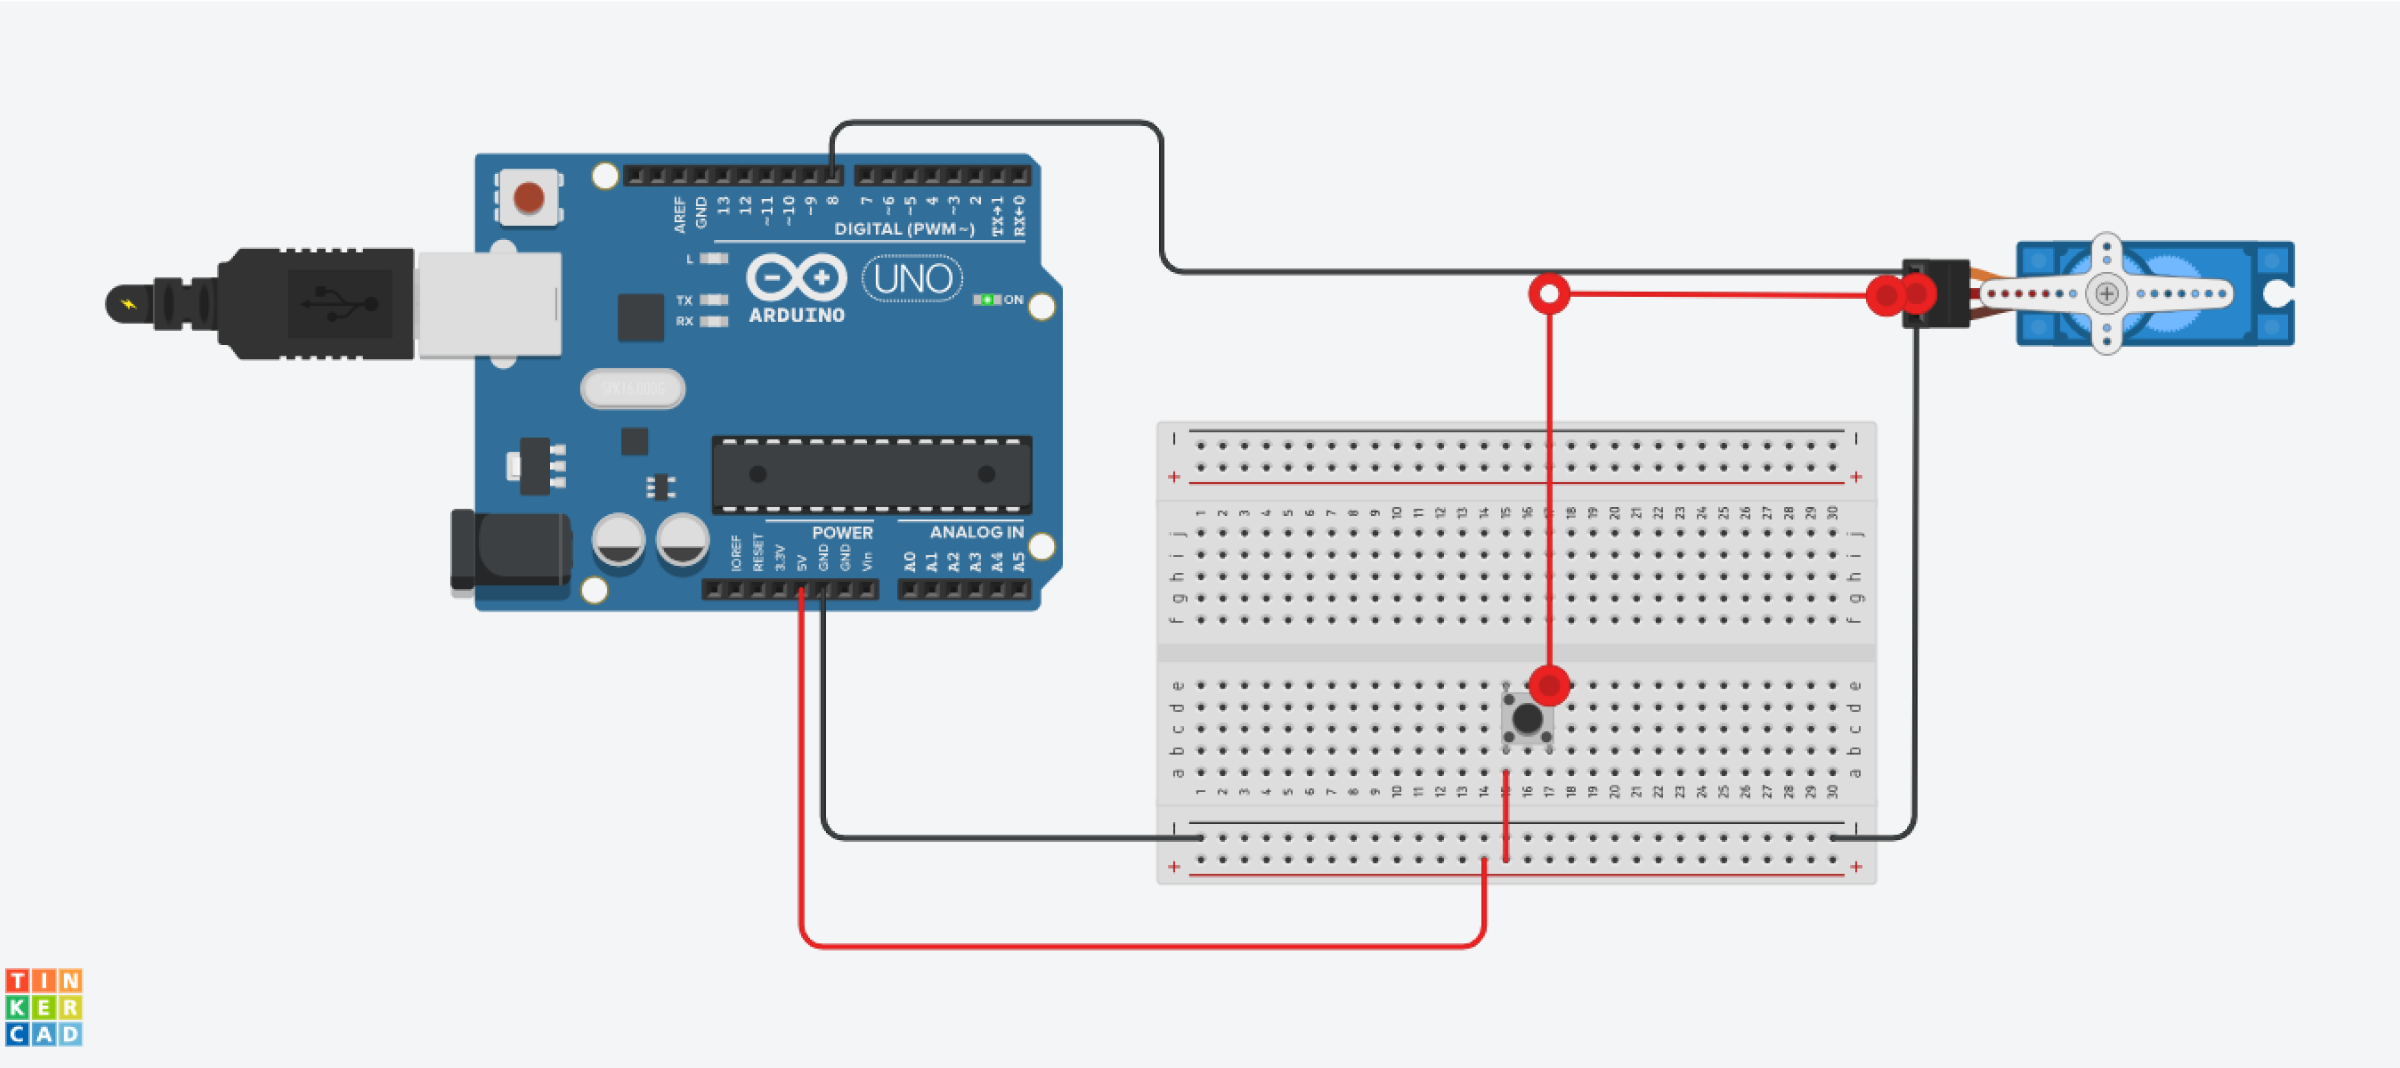 AREF
GND
13
12
~11
~10
~9
8
7
~6
~5
4
~3
2
TX→1
RX←0
DIGITAL (PWM~)
L
TX
RX
UNO
ARDUINO
ON
POWER
ANALOG IN
IOREF
RESET
3.3V
5V
GND
GND
Vin
A0
A1
A2
A3
A4
A5
− −
+ +
1 2 3 4 5 6 7 8 9 10 11 12 13 14 15 16 18 19 20 21 22 23 24 25 26 27 28 29 30
j j
i i
h h
g g
f f
e e
d d
c c
b b
a a
1 2 3 4 5 6 7 8 9 10 11 12 13 14 15 16 17 18 19 20 21 22 23 24 25 26 27 28 29 30
− −
+ +
TIN
KER
CAD